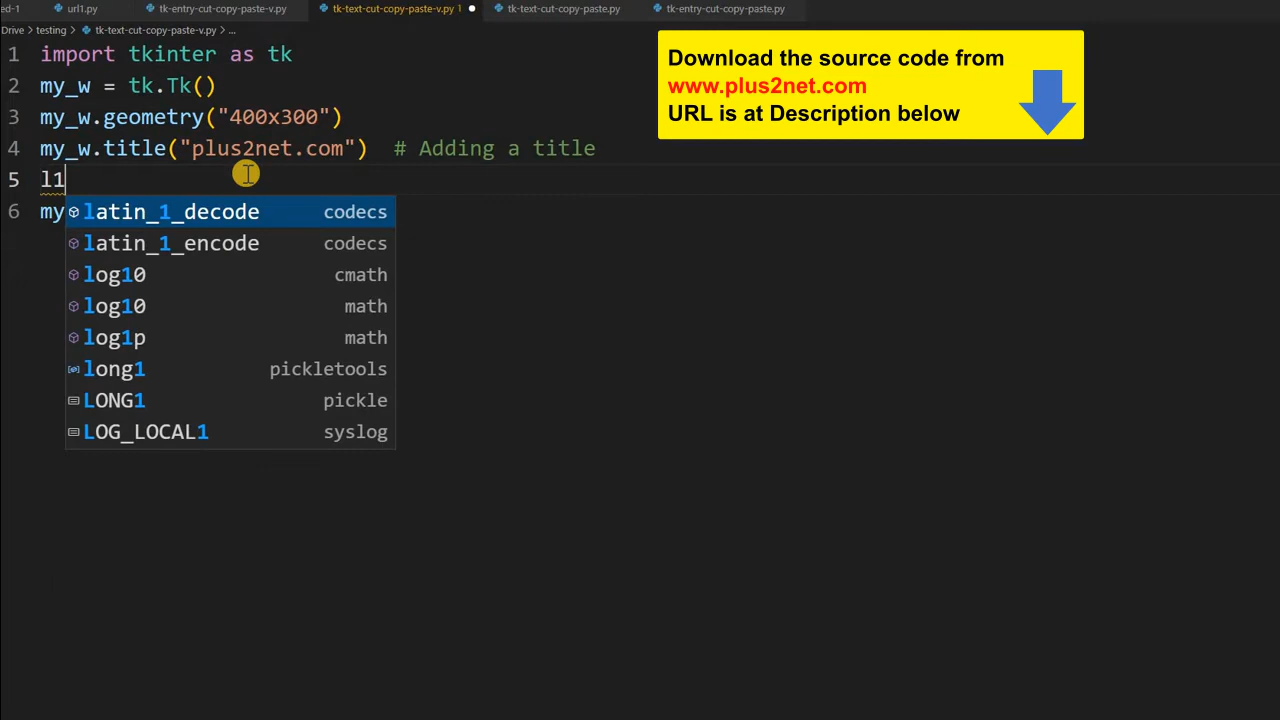 ed-1 url1.py tk-entry-cut-copy-paste-v.py tk-text-cut-copy-paste-v.py 1 tk-text-cut-copy-paste.py tk-entry-cut-copy-paste.py
Drive > testing > tk-text-cut-copy-paste-v.py > ...
1 import tkinter as tk
2 my_w = tk.Tk()
3 my_w.geometry("400x300")
4 my_w.title("plus2net.com")  # Adding a title
5 l1
6 my
latin_1_decode codecs
latin_1_encode codecs
log10 cmath
log10 math
log1p math
long1 pickletools
LONG1 pickle
LOG_LOCAL1 syslog
Download the source code from
www.plus2net.com
URL is at Description below